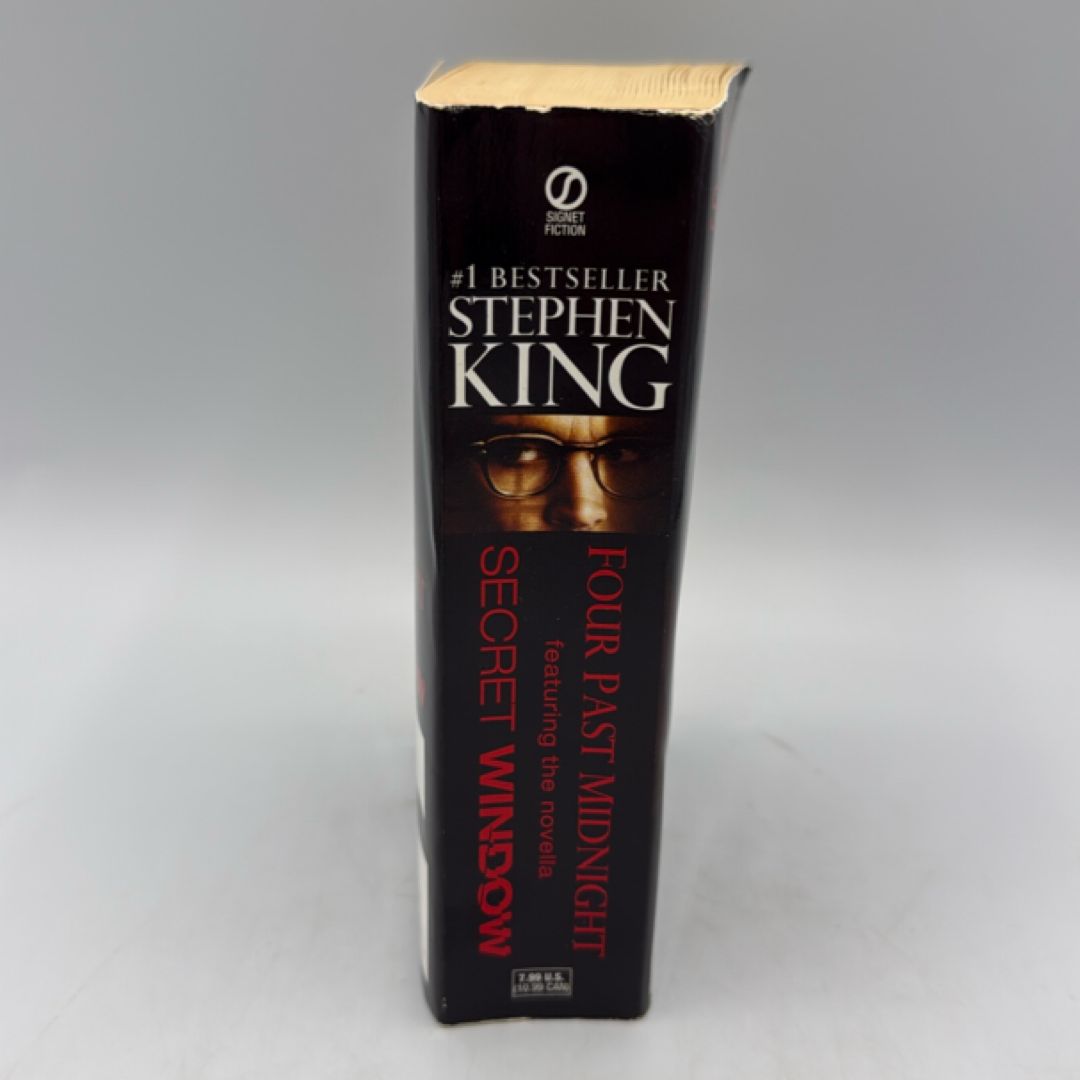 SIGNET
FICTION
#1 BESTSELLER
STEPHEN
KING
FOUR PAST MIDNIGHT
featuring the novella
SECRET WINDOW
7.99 U.S.
(10.99 CAN)